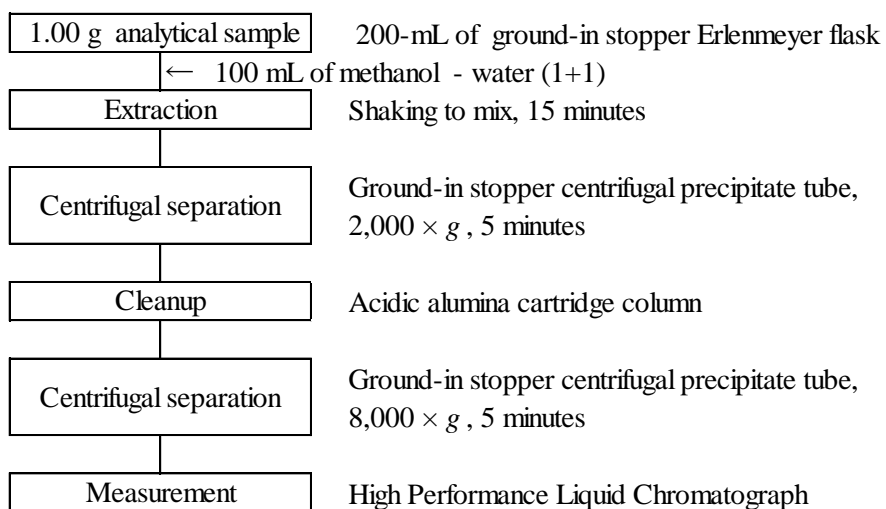 1.00 g analytical sample 200-mL of ground-in stopper Erlenmeyer flask
← 100 mL of methanol - water (1+1)
Extraction Shaking to mix, 15 minutes
Centrifugal separation Ground-in stopper centrifugal precipitate tube,
2,000 × g , 5 minutes
Cleanup Acidic alumina cartridge column
Centrifugal separation Ground-in stopper centrifugal precipitate tube,
8,000 × g , 5 minutes
Measurement High Performance Liquid Chromatograph